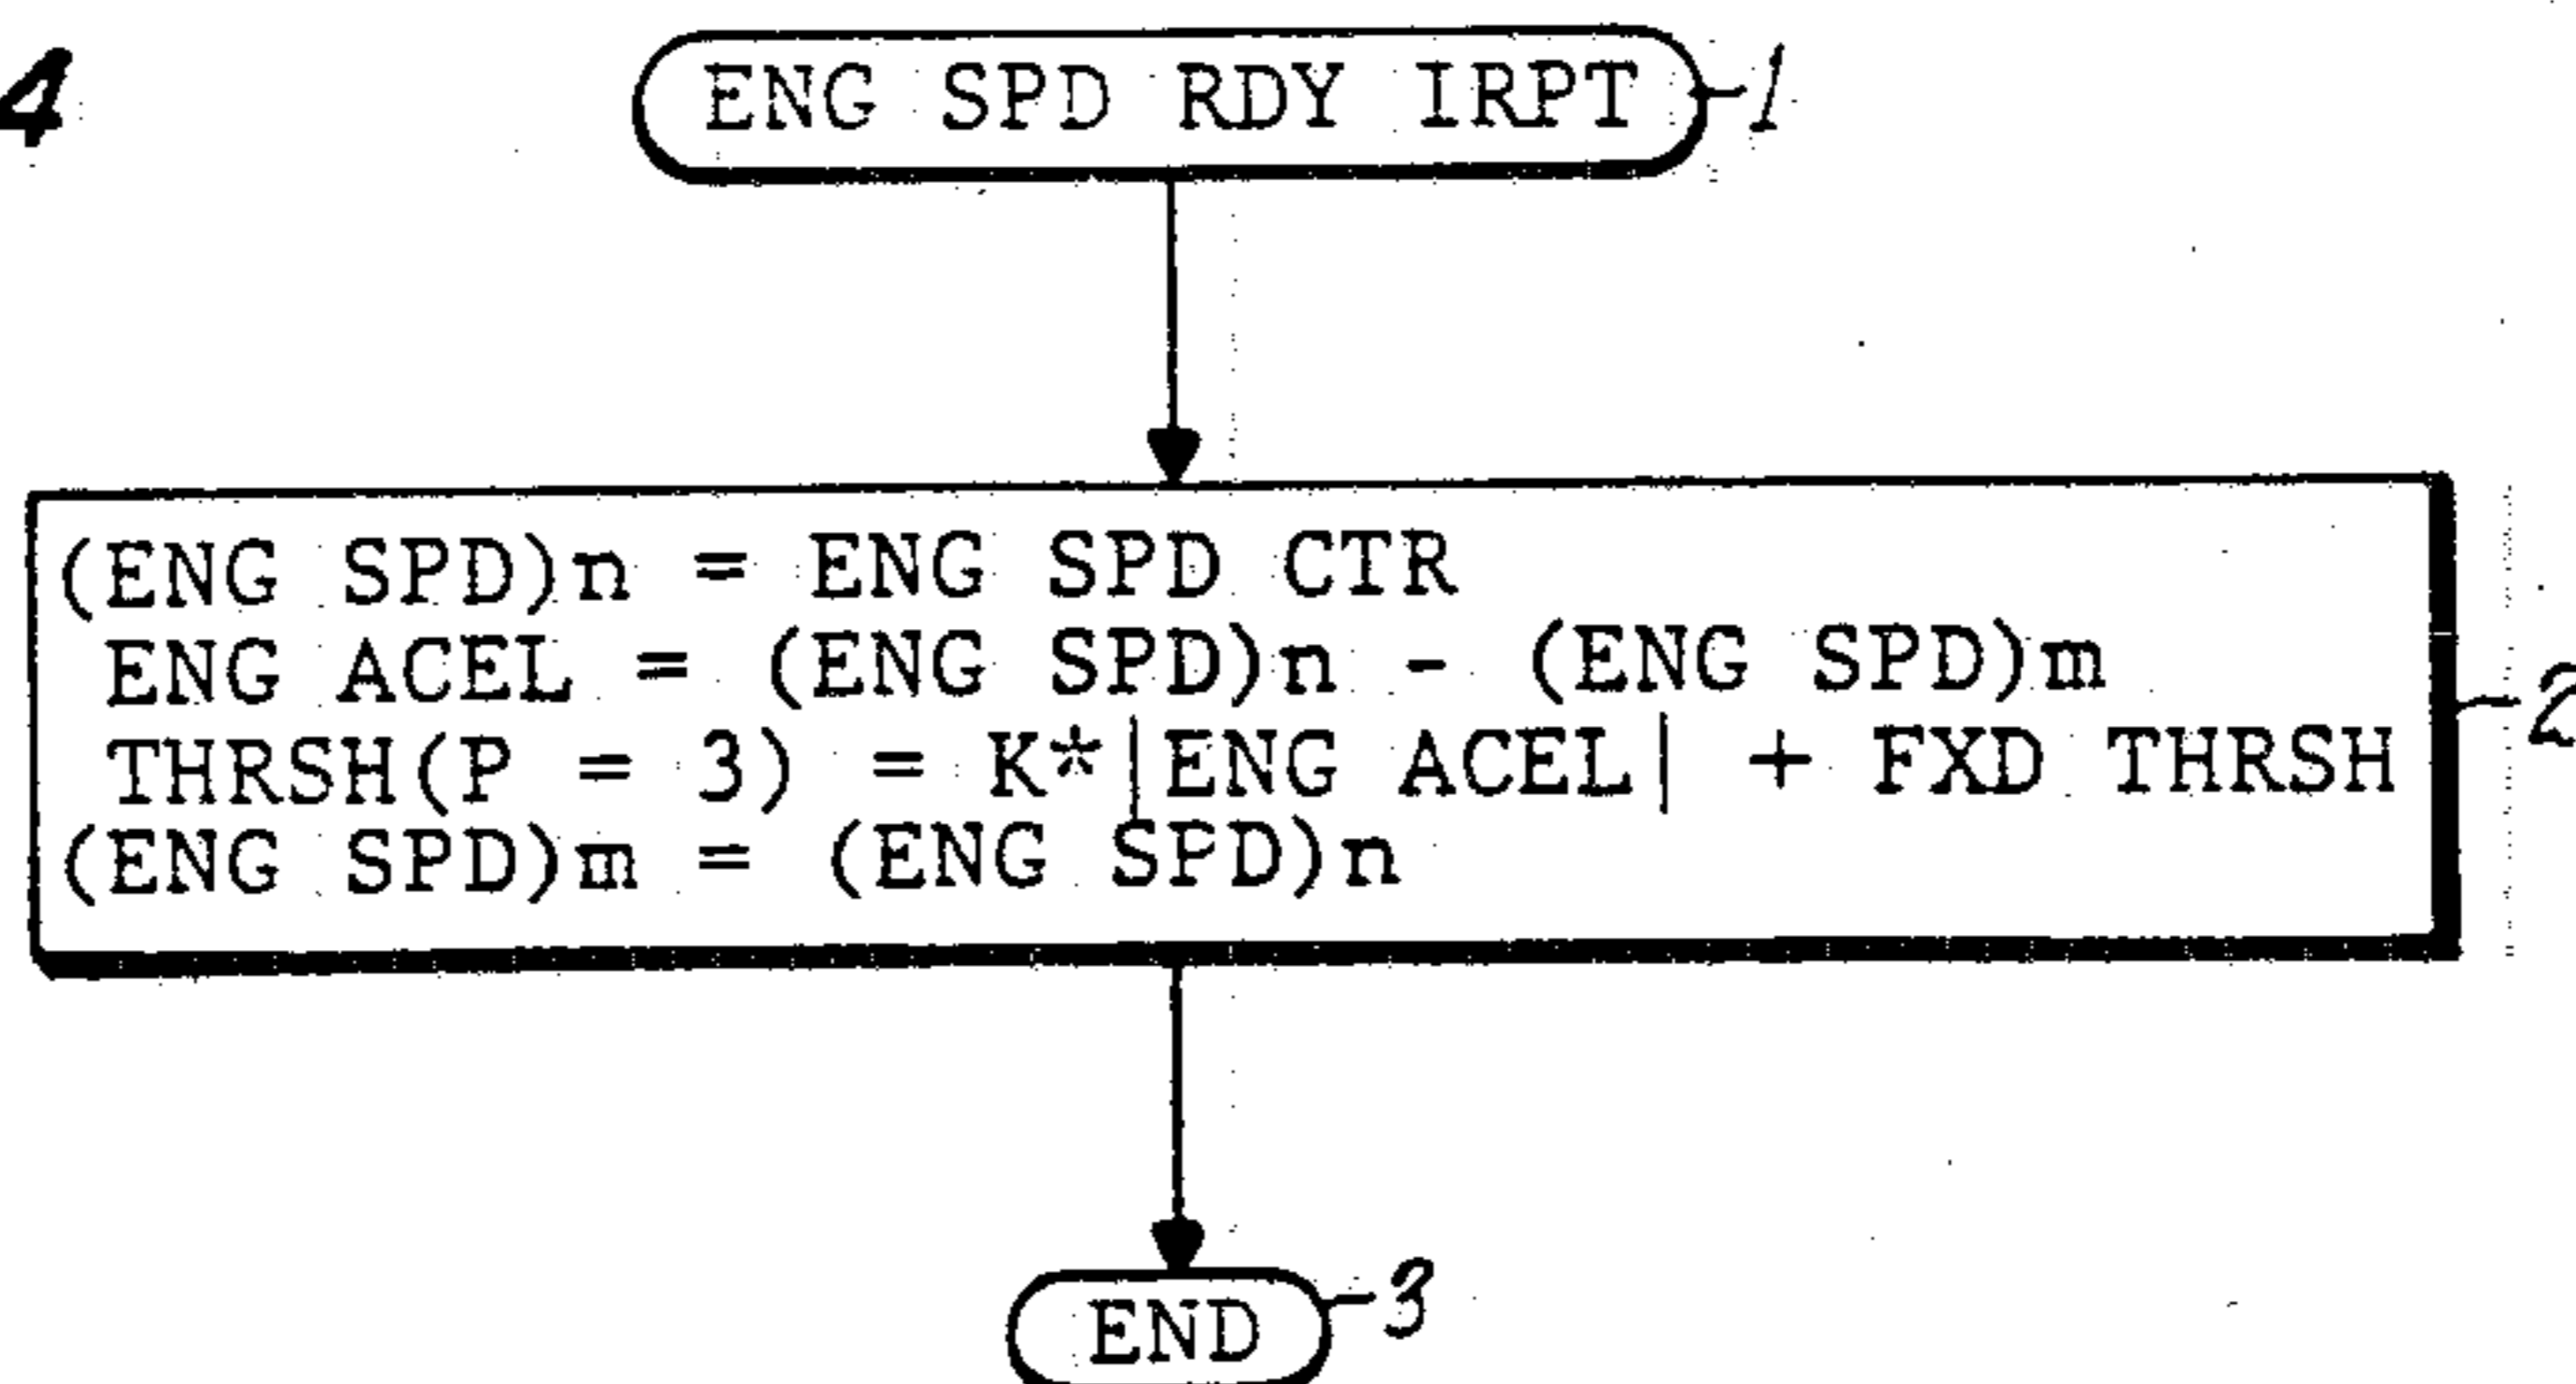 4
ENG SPD RDY IRPT 1
(ENG SPD)n = ENG SPD CTR
ENG ACEL = (ENG SPD)n - (ENG SPD)m
THRSH(P = 3) = K*|ENG ACEL| + FXD THRSH
(ENG SPD)m = (ENG SPD)n
2
END 3